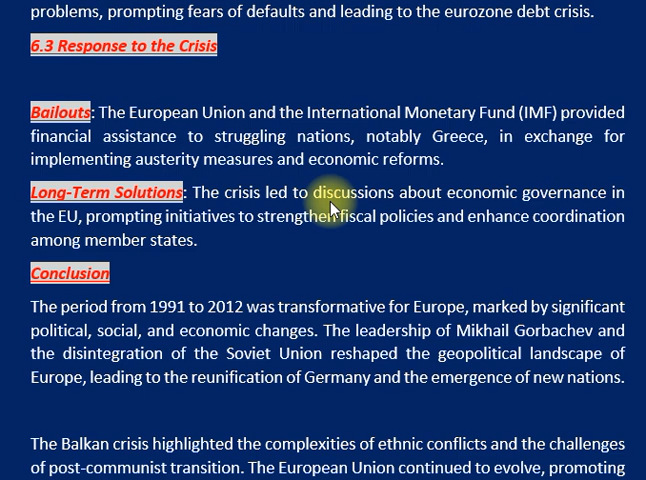 problems, prompting fears of defaults and leading to the eurozone debt crisis.
6.3 Response to the Crisis
Bailouts: The European Union and the International Monetary Fund (IMF) provided
financial assistance to struggling nations, notably Greece, in exchange for
implementing austerity measures and economic reforms.
Long-Term Solutions: The crisis led to discussions about economic governance in
the EU, prompting initiatives to strengthen fiscal policies and enhance coordination
among member states.
Conclusion
The period from 1991 to 2012 was transformative for Europe, marked by significant
political, social, and economic changes. The leadership of Mikhail Gorbachev and
the disintegration of the Soviet Union reshaped the geopolitical landscape of
Europe, leading to the reunification of Germany and the emergence of new nations.
The Balkan crisis highlighted the complexities of ethnic conflicts and the challenges
of post-communist transition. The European Union continued to evolve, promoting